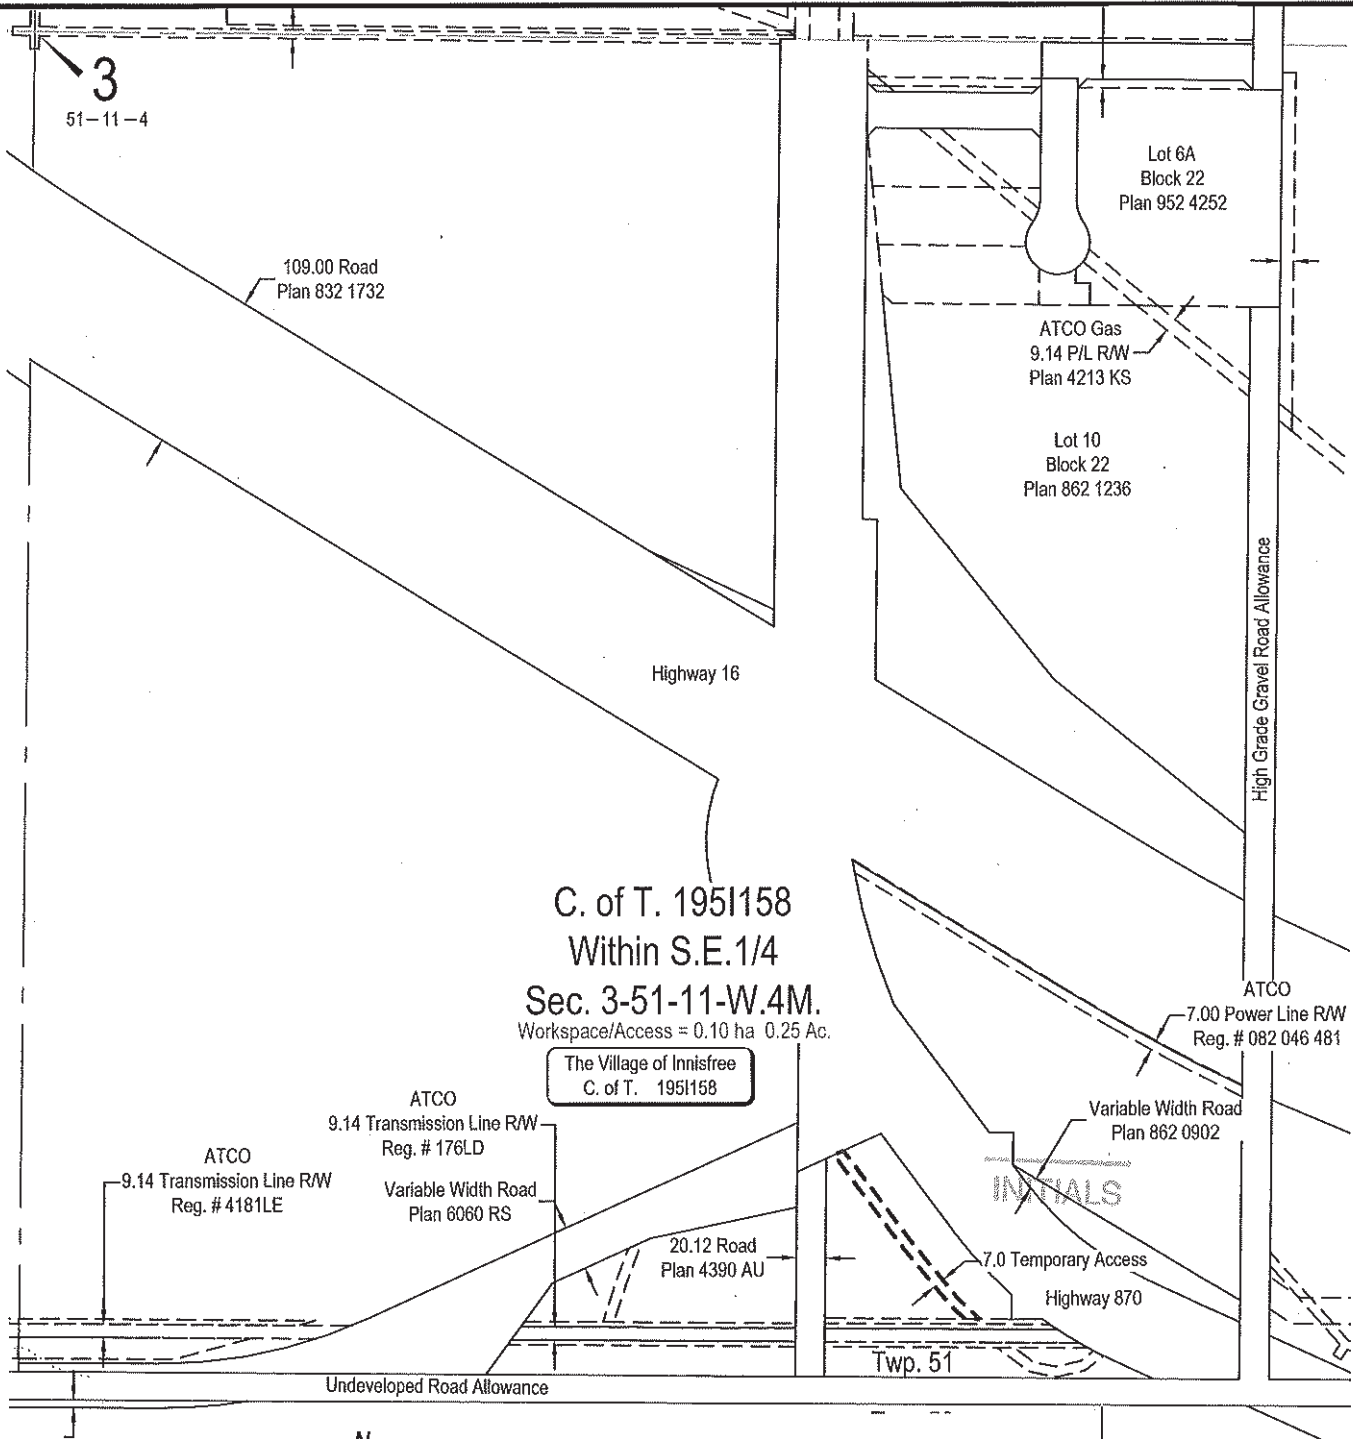 3
51-11-4
Lot 6A
Block 22
Plan 952 4252
109.00 Road
Plan 832 1732
ATCO Gas
9.14 P/L R/W
Plan 4213 KS
Lot 10
Block 22
Plan 862 1236
High Grade Gravel Road Allowance
Highway 16
C. of T. 195I158
Within S.E.1/4
Sec. 3-51-11-W.4M.
Workspace/Access = 0.10 ha 0.25 Ac.
The Village of Innisfree
C. of T. 195I158
ATCO
7.00 Power Line R/W
Reg. # 082 046 481
ATCO
9.14 Transmission Line R/W
Reg. # 176LD
Variable Width Road
Plan 862 0902
ATCO
9.14 Transmission Line R/W
Reg. # 4181LE
Variable Width Road
Plan 6060 RS
INITIALS
20.12 Road
Plan 4390 AU
7.0 Temporary Access
Highway 870
Twp. 51
Undeveloped Road Allowance